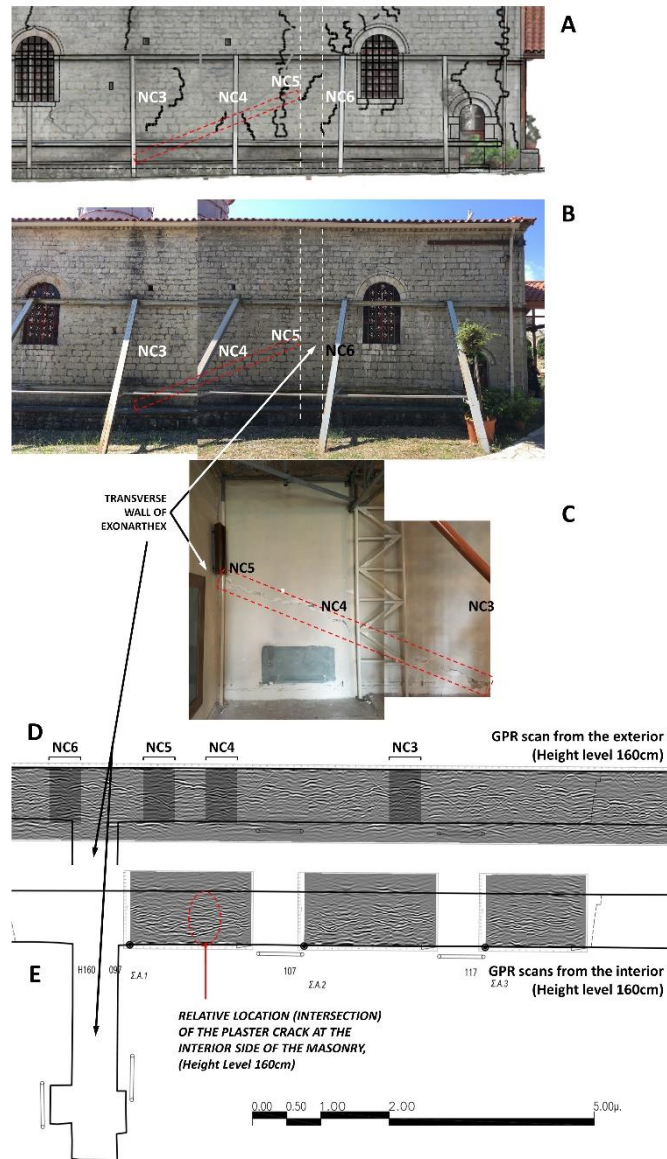 A
NC3
NC4
NC5
NC6
B
NC3
NC4
NC5
NC6
TRANSVERSE
WALL OF
EXONARTHEX
C
NC5
NC4
NC3
D
NC6
NC5
NC4
NC3
GPR scan from the exterior
(Height level 160cm)
E
H160
097
Σ.Α.1
107
Σ.Α.2
117
Σ.Α.3
GPR scans from the interior
(Height level 160cm)
RELATIVE LOCATION (INTERSECTION)
OF THE PLASTER CRACK AT THE
INTERIOR SIDE OF THE MASONRY,
(Height Level 160cm)
0.00 0.50 1.00 2.00 5.00μ.